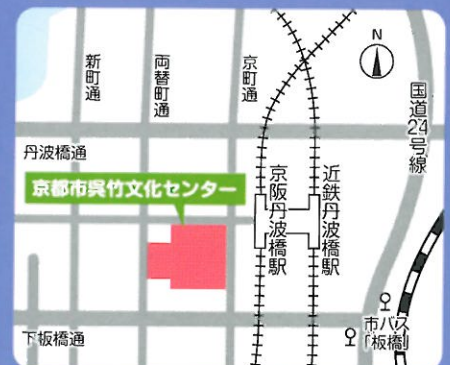 新町通
両替町通
京町通
N
国道24号線
丹波橋通
京都市呉竹文化センター
京阪丹波橋駅
近鉄丹波橋駅
市バス
「板橋」
下板橋通